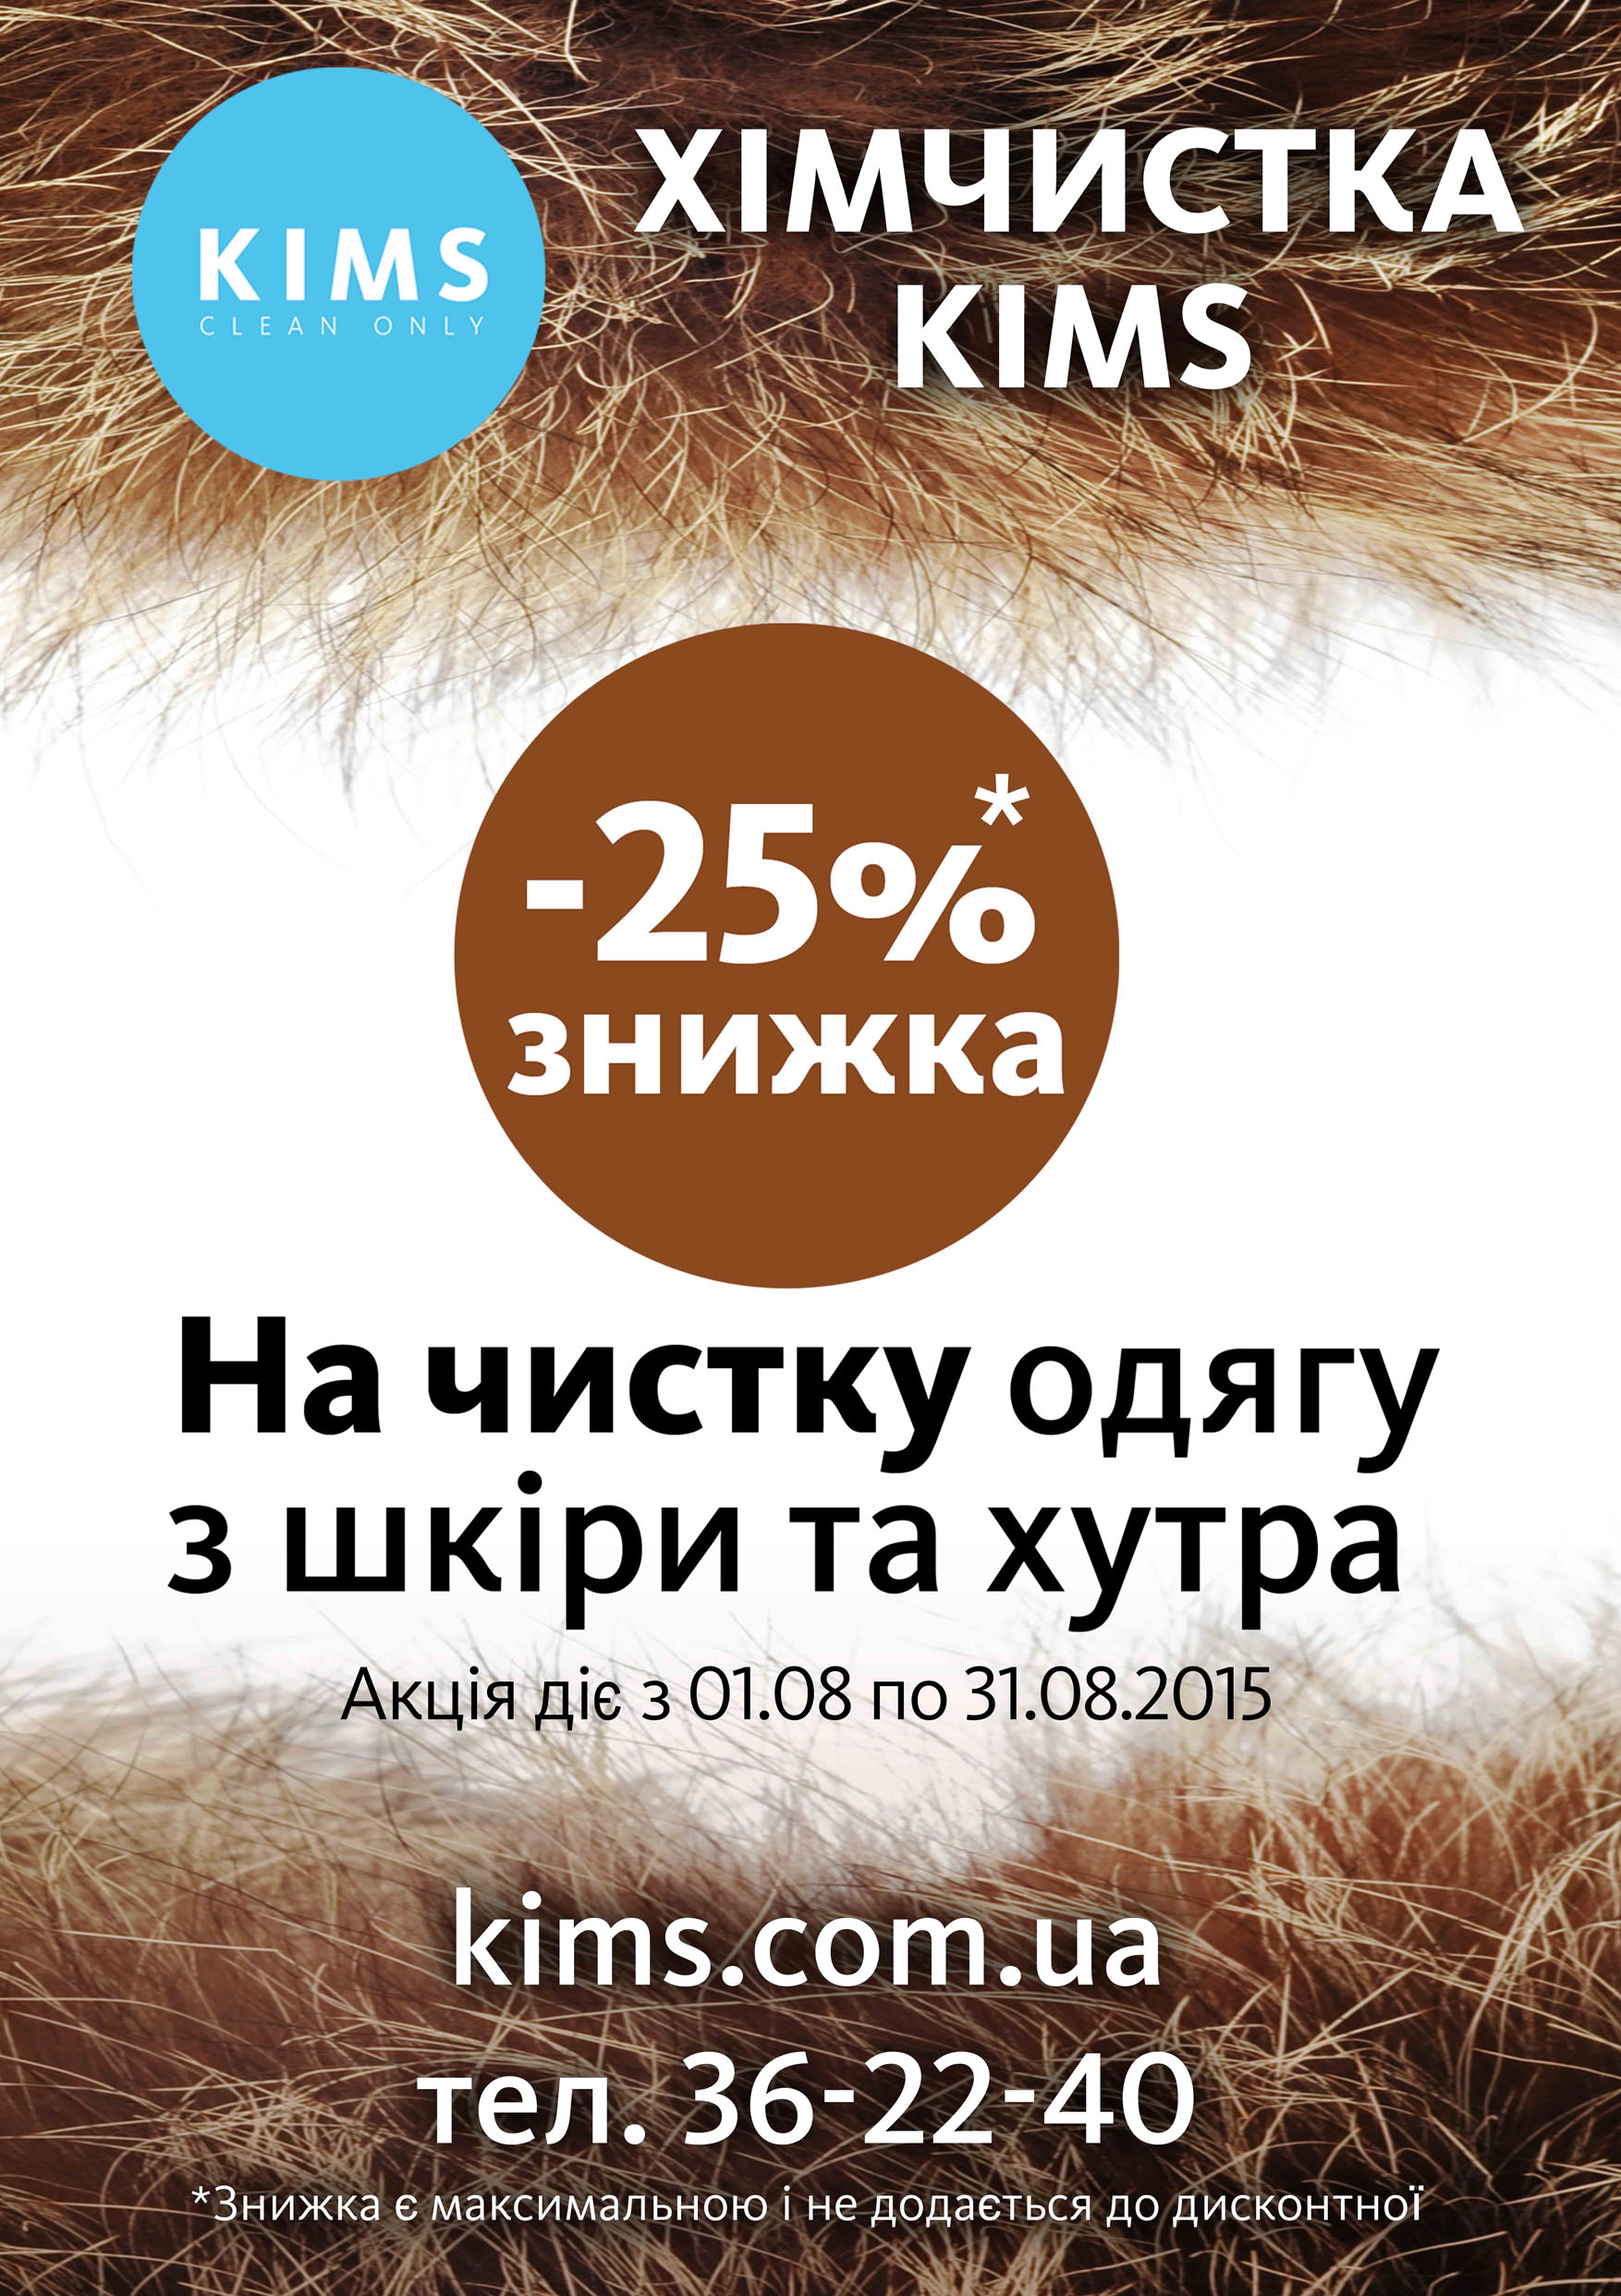 KIMS
CLEAN ONLY
ХІМЧИСТКА
KIMS
-25%*
знижка
На чистку одягу
з шкіри та хутра
Акція діє з 01.08 по 31.08.2015
kims.com.ua
тел. 36-22-40
*Знижка є максимальною і не додається до дисконтної